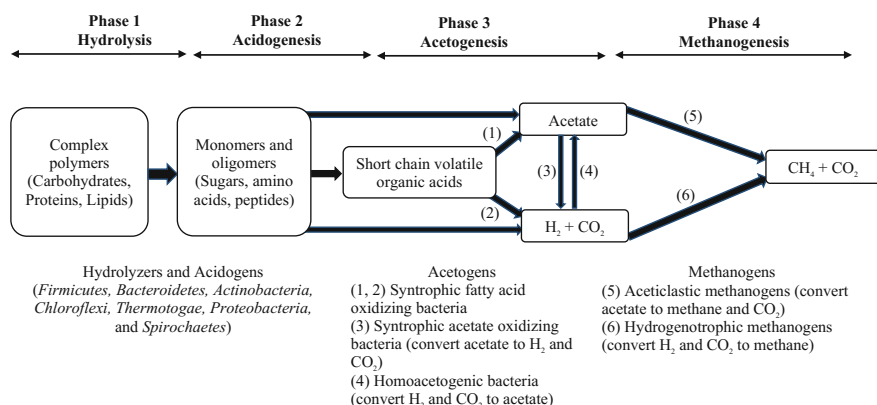 Phase 1
Hydrolysis
Phase 2
Acidogenesis
Phase 3
Acetogenesis
Phase 4
Methanogenesis
Complex
polymers
(Carbohydrates,
Proteins, Lipids)
Monomers and
oligomers
(Sugars, amino
acids, peptides)
Short chain volatile
organic acids
Acetate
H₂ + CO₂
CH₄ + CO₂
(1)
(2)
(3)
(4)
(5)
(6)
Hydrolyzers and Acidogens
(Firmicutes, Bacteroidetes, Actinobacteria,
Chloroflexi, Thermotogae, Proteobacteria,
and Spirochaetes)
Acetogens
(1, 2) Syntrophic fatty acid
oxidizing bacteria
(3) Syntrophic acetate oxidizing
bacteria (convert acetate to H₂ and
CO₂)
(4) Homoacetogenic bacteria
(convert H₂ and CO₂ to acetate)
Methanogens
(5) Aceticlastic methanogens (convert
acetate to methane and CO₂)
(6) Hydrogenotrophic methanogens
(convert H₂ and CO₂ to methane)